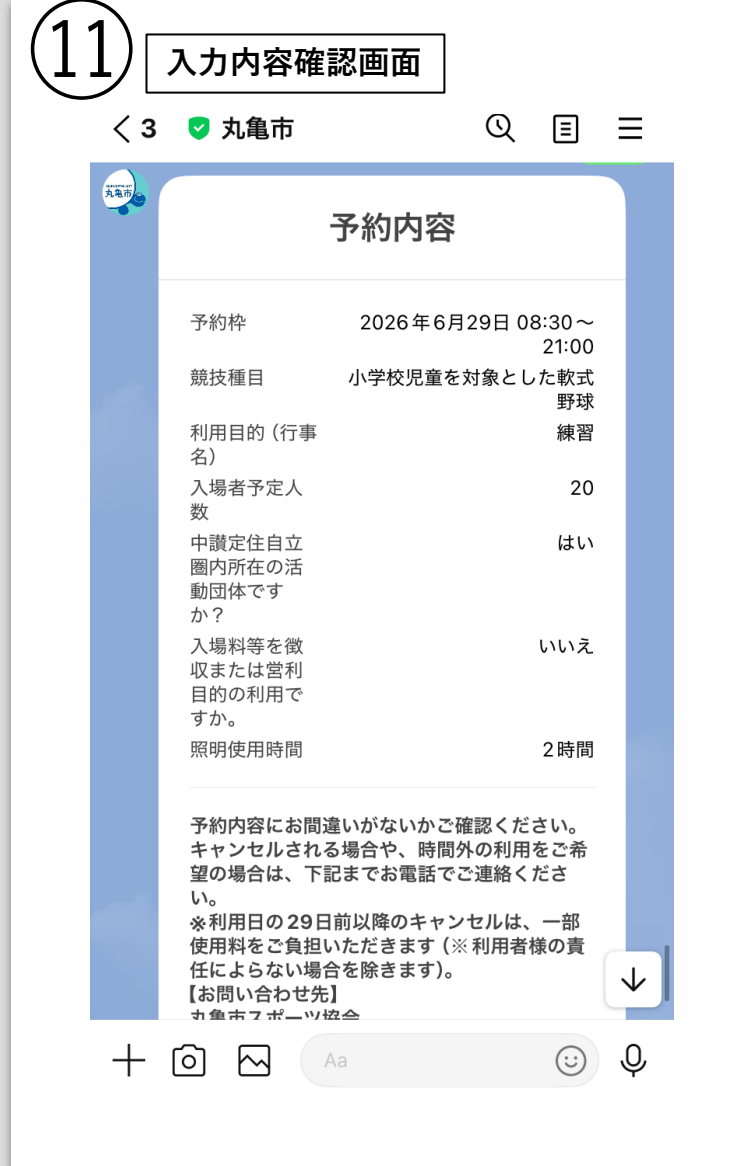 ⑪
入力内容確認画面
3 丸亀市
丸亀市
予約内容
予約枠 2026年6月29日 08:30～
21:00
競技種目 小学校児童を対象とした軟式
野球
利用目的（行事 練習
名）
入場者予定人 20
数
中讃定住自立 はい
圏内所在の活
動団体です
か？
入場料等を徴 いいえ
収または営利
目的の利用で
すか。
照明使用時間 2時間
予約内容にお間違いがないかご確認ください。
キャンセルされる場合や、時間外の利用をご希
望の場合は、下記までお電話でご連絡くださ
い。
※利用日の29日前以降のキャンセルは、一部
使用料をご負担いただきます（※利用者様の責
任によらない場合を除きます）。
【お問い合わせ先】
丸亀市スポーツ協会
Aa